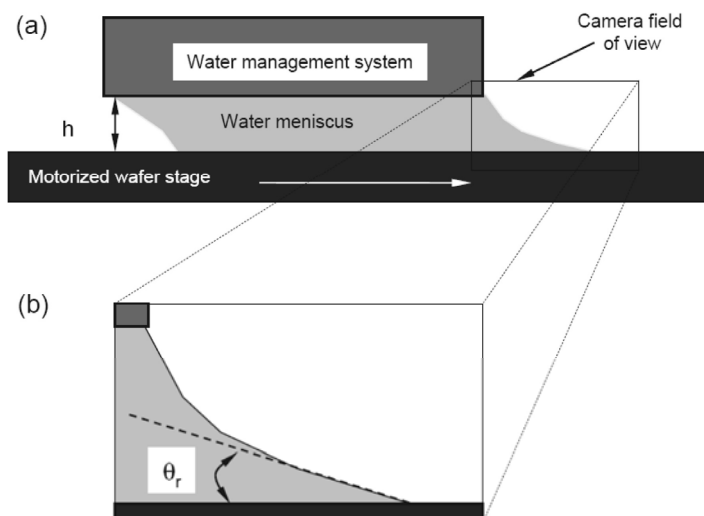 (a)
Camera field
of view
Water management system
h
Water meniscus
Motorized wafer stage
(b)
θr